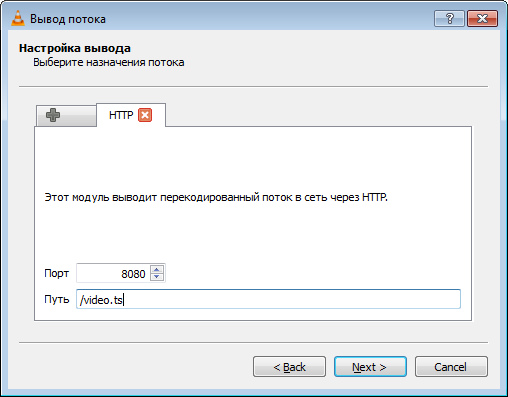 Вывод потока
Настройка вывода
Выберите назначения потока
HTTP
Этот модуль выводит перекодированный поток в сеть через HTTP.
Порт 8080
Путь /video.ts
< Back Next > Cancel